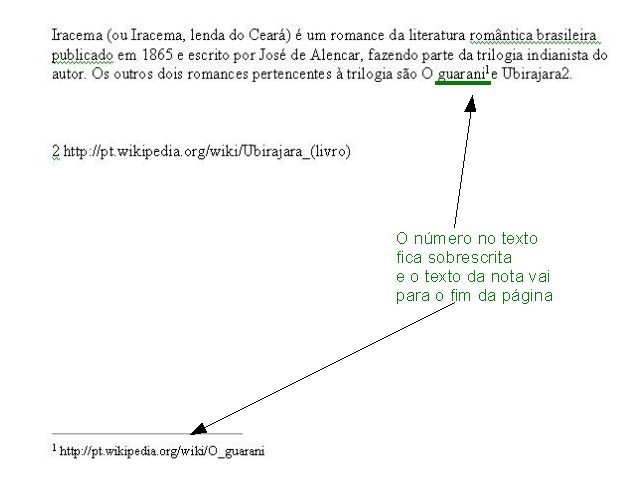 Iracema (ou Iracema, lenda do Ceará) é um romance da literatura romântica brasileira
publicado em 1865 e escrito por José de Alencar, fazendo parte da trilogia indianista do
autor. Os outros dois romances pertencentes à trilogia são O guarani¹e Ubirajara2.
2 http://pt.wikipedia.org/wiki/Ubirajara_(livro)
O número no texto
fica sobrescrita
e o texto da nota vai
para o fim da página
¹ http://pt.wikipedia.org/wiki/O_guarani